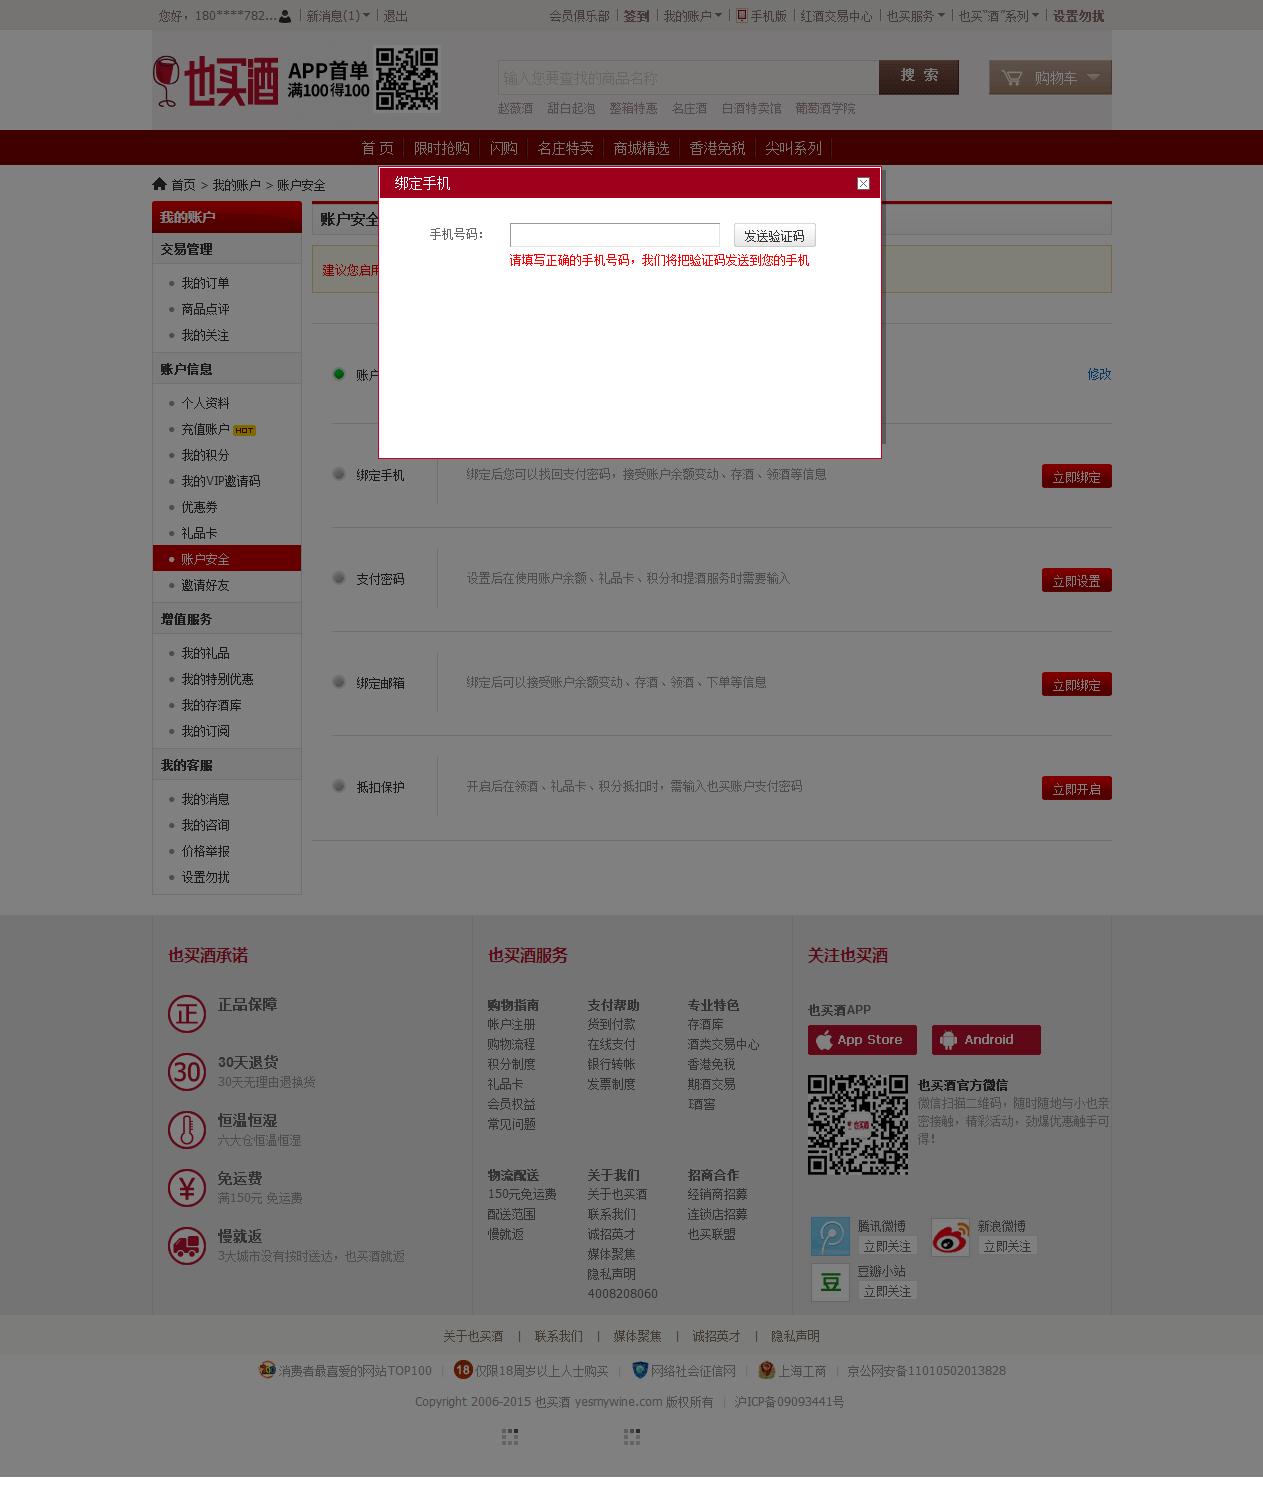 您好，180****782... 新消息(1) 退出 会员俱乐部 签到 我的账户 手机版 红酒交易中心 也买服务 也买“酒”系列 设置勿扰
也买酒 APP首单 满100得100
输入您要查找的商品名称 搜 索 购物车
赵薇酒 甜白起泡 整箱特惠 名庄酒 白酒特卖馆 葡萄酒学院
首 页 限时抢购 闪购 名庄特卖 商城精选 香港免税 尖叫系列
首页 > 我的账户 > 账户安全
绑定手机
手机号码： 发送验证码
请填写正确的手机号码，我们将把验证码发送到您的手机
我的账户
交易管理
我的订单
商品点评
我的关注
账户信息
个人资料
充值账户 HOT
我的积分
我的VIP邀请码
优惠券
礼品卡
账户安全
邀请好友
增值服务
我的礼品
我的特别优惠
我的存酒库
我的订阅
我的客服
我的消息
我的咨询
价格举报
设置勿扰
账户安全
建议您启用
账户 修改
绑定手机 绑定后您可以找回支付密码，接受账户余额变动、存酒、领酒等信息 立即绑定
支付密码 设置后在使用账户余额、礼品卡、积分和提酒服务时需要输入 立即设置
绑定邮箱 绑定后可以接受账户余额变动、存酒、领酒、下单等信息 立即绑定
抵扣保护 开启后在领酒、礼品卡、积分抵扣时，需输入也买账户支付密码 立即开启
也买酒承诺
正 正品保障
30 30天退货
30天无理由退换货
恒温恒湿
六大仓恒温恒湿
¥ 免运费
满150元 免运费
慢就返
3大城市没有按时送达，也买酒就返
也买酒服务
购物指南 支付帮助 专业特色
帐户注册 货到付款 存酒库
购物流程 在线支付 酒类交易中心
积分制度 银行转帐 香港免税
礼品卡 发票制度 期酒交易
会员权益 i酒窖
常见问题
物流配送 关于我们 招商合作
150元免运费 关于也买酒 经销商招募
配送范围 联系我们 连锁店招募
慢就返 诚招英才 也买联盟
媒体聚焦
隐私声明
4008208060
关注也买酒
也买酒APP
App Store Android
也买酒官方微信
微信扫描二维码，随时随地与小也亲
密接触，精彩活动，劲爆优惠触手可
得！
腾讯微博 立即关注
新浪微博 立即关注
豆 豆瓣小站 立即关注
关于也买酒 | 联系我们 | 媒体聚焦 | 诚招英才 | 隐私声明
消费者最喜爱的网站TOP100 | 18 仅限18周岁以上人士购买 | 网络社会征信网 | 上海工商 | 京公网安备11010502013828
Copyright 2006-2015 也买酒 yesmywine.com 版权所有 | 沪ICP备09093441号